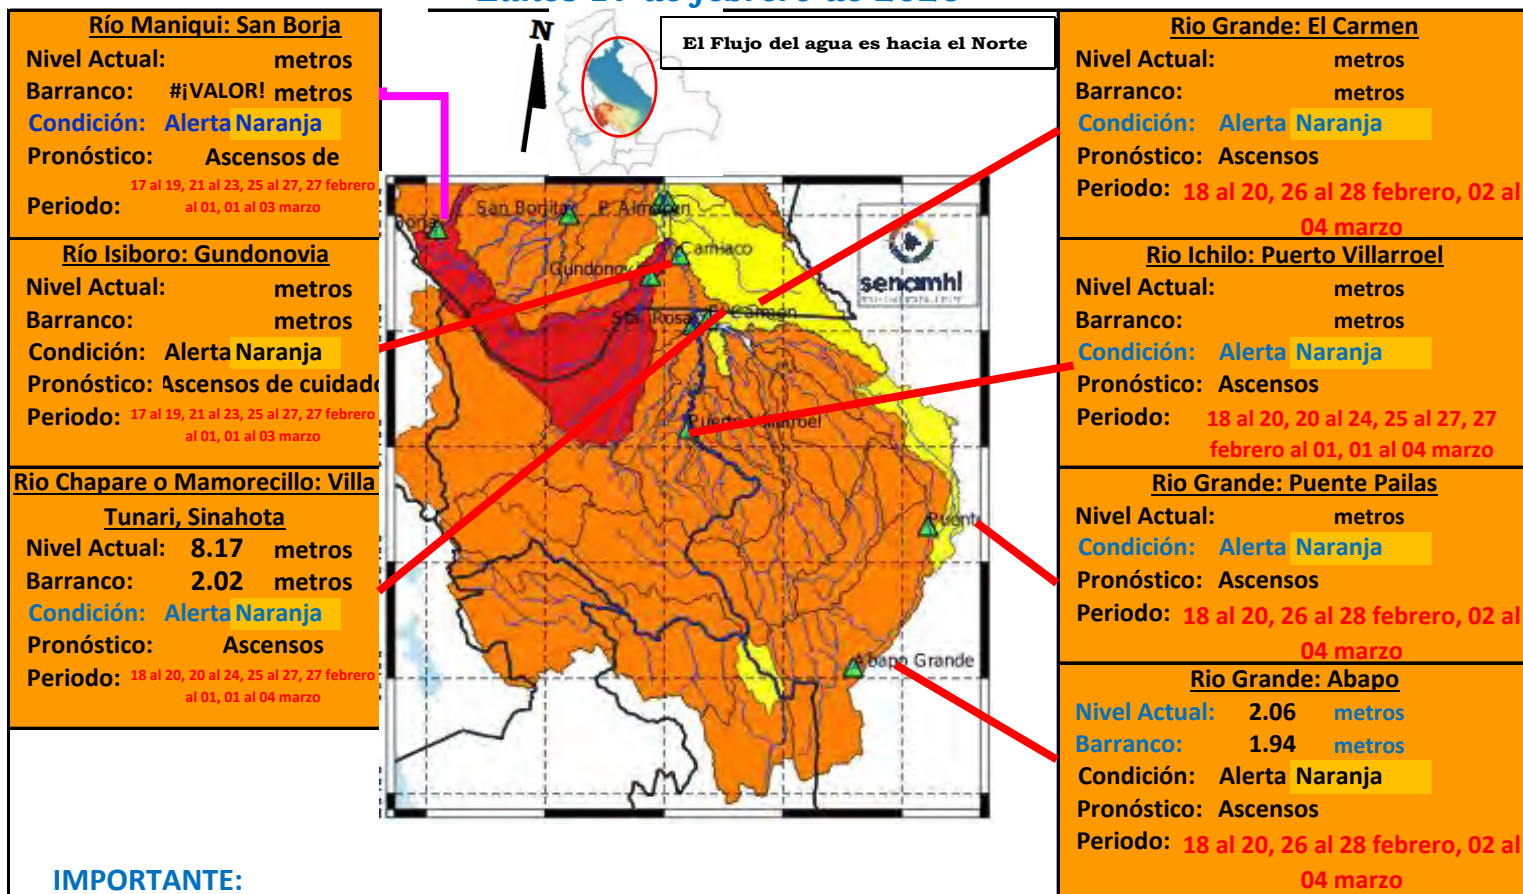 Río Maniqui: San Borja
Nivel Actual: metros
Barranco: #¡VALOR! metros
Condición: Alerta Naranja
Pronóstico: Ascensos de
Periodo: 17 al 19, 21 al 23, 25 al 27, 27 febrero
al 01, 01 al 03 marzo
Río Isiboro: Gundonovia
Nivel Actual: metros
Barranco: metros
Condición: Alerta Naranja
Pronóstico: Ascensos de cuidado
Periodo: 17 al 19, 21 al 23, 25 al 27, 27 febrero
al 01, 01 al 03 marzo
Rio Chapare o Mamorecillo: Villa
Tunari, Sinahota
Nivel Actual: 8.17 metros
Barranco: 2.02 metros
Condición: Alerta Naranja
Pronóstico: Ascensos
Periodo: 18 al 20, 20 al 24, 25 al 27, 27 febrero
al 01, 01 al 04 marzo
IMPORTANTE:
N
El Flujo del agua es hacia el Norte
San Borjita
P. Almacen
Camiaco
Gundonovi
Sta. Rosa
El Carmen
Puerto Villarroel
Puent
Abapo Grande
senamhi
Rio Grande: El Carmen
Nivel Actual: metros
Barranco: metros
Condición: Alerta Naranja
Pronóstico: Ascensos
Periodo: 18 al 20, 26 al 28 febrero, 02 al
04 marzo
Rio Ichilo: Puerto Villarroel
Nivel Actual: metros
Barranco: metros
Condición: Alerta Naranja
Pronóstico: Ascensos
Periodo: 18 al 20, 20 al 24, 25 al 27, 27
febrero al 01, 01 al 04 marzo
Rio Grande: Puente Pailas
Nivel Actual: metros
Condición: Alerta Naranja
Pronóstico: Ascensos
Periodo: 18 al 20, 26 al 28 febrero, 02 al
04 marzo
Rio Grande: Abapo
Nivel Actual: 2.06 metros
Barranco: 1.94 metros
Condición: Alerta Naranja
Pronóstico: Ascensos
Periodo: 18 al 20, 26 al 28 febrero, 02 al
04 marzo